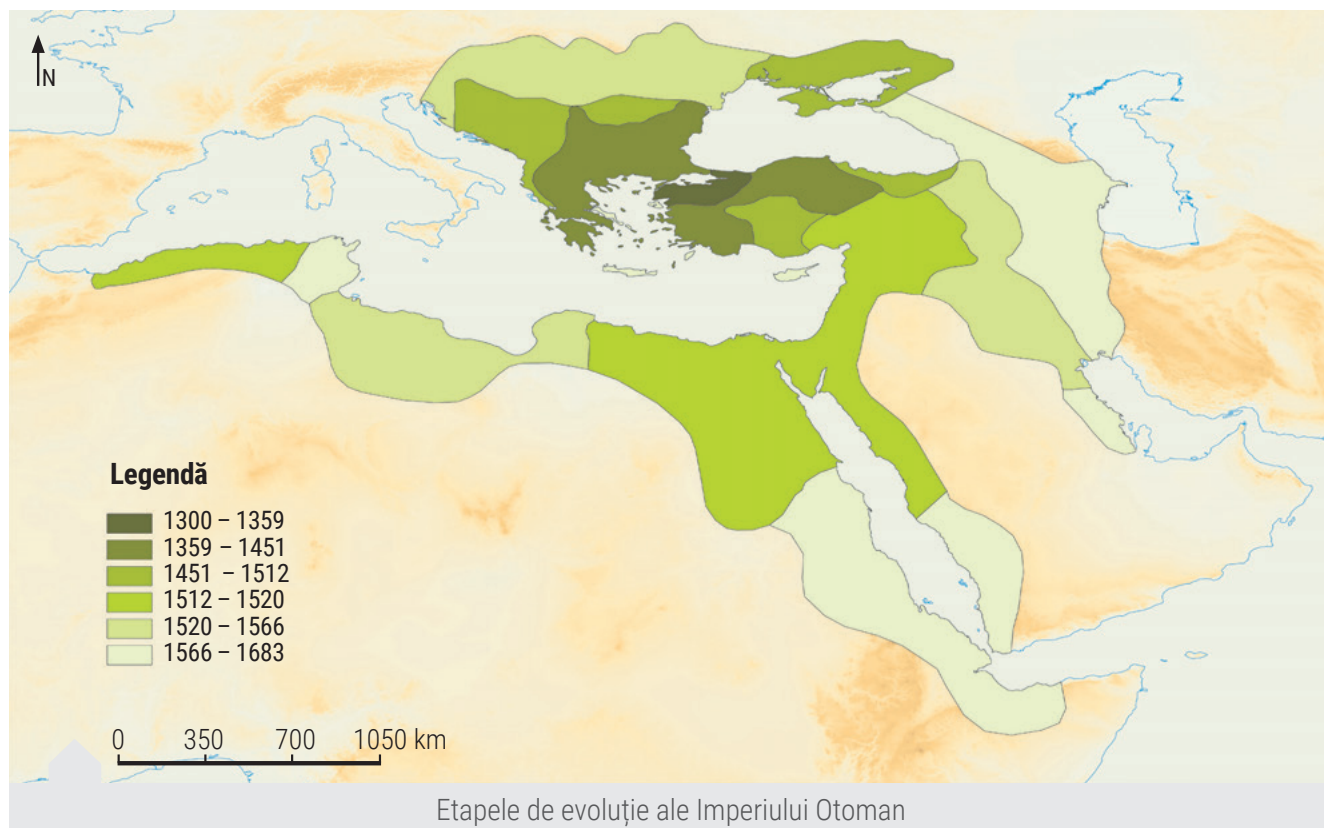 N
Legendă
1300 – 1359
1359 – 1451
1451 – 1512
1512 – 1520
1520 – 1566
1566 – 1683
0 350 700 1050 km
Etapele de evoluție ale Imperiului Otoman